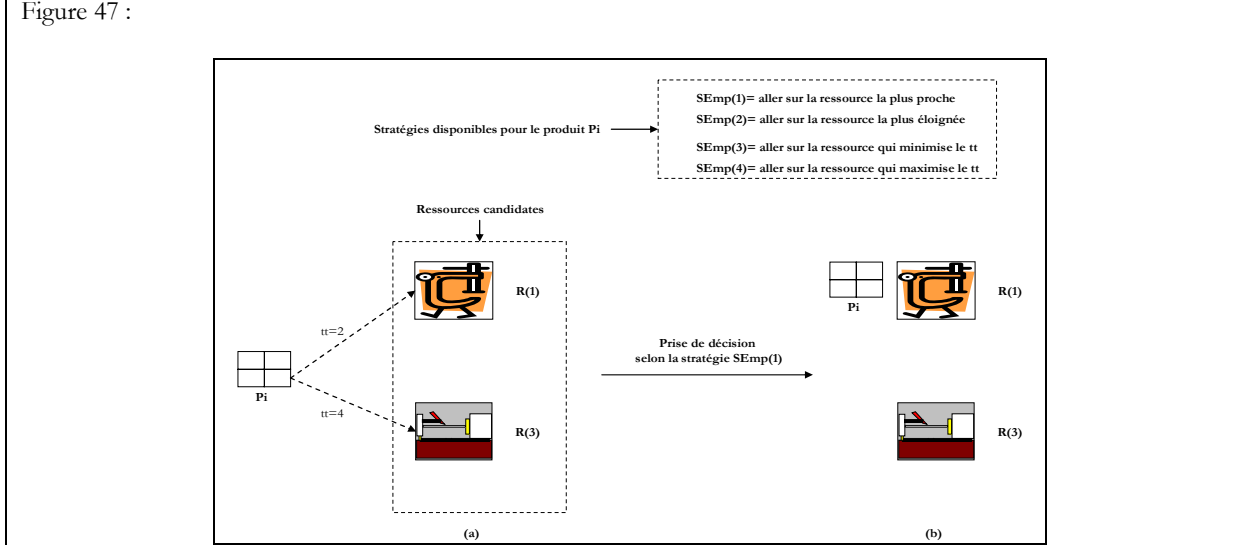 Figure 47 :
SEmp(1)= aller sur la ressource la plus proche
SEmp(2)= aller sur la ressource la plus éloignée
Stratégies disponibles pour le produit Pi
SEmp(3)= aller sur la ressource qui minimise le tt
SEmp(4)= aller sur la ressource qui maximise le tt
Ressources candidates
R(1)
R(1)
Pi
tt=2
Prise de décision
selon la stratégie SEmp(1)
Pi
tt=4
R(3)
R(3)
(a)
(b)